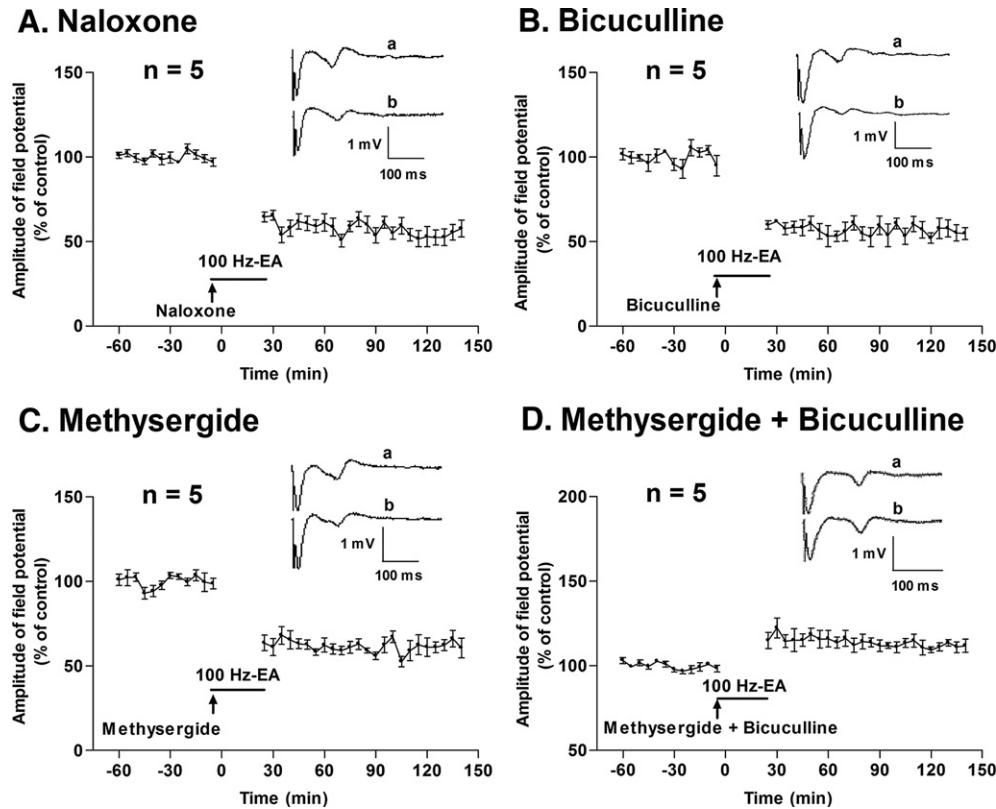 A. Naloxone
n = 5
a
b
1 mV
100 ms
Amplitude of field potential
(% of control)
150
100
50
0
100 Hz-EA
Naloxone
-60 -30 0 30 60 90 120 150
Time (min)
B. Bicuculline
n = 5
a
b
1 mV
100 ms
Amplitude of field potential
(% of control)
150
100
50
0
100 Hz-EA
Bicuculline
-60 -30 0 30 60 90 120 150
Time (min)
C. Methysergide
n = 5
a
b
1 mV
100 ms
Amplitude of field potential
(% of control)
150
100
50
0
100 Hz-EA
Methysergide
-60 -30 0 30 60 90 120 150
Time (min)
D. Methysergide + Bicuculline
n = 5
a
b
1 mV
100 ms
Amplitude of field potential
(% of control)
200
150
100
50
100 Hz-EA
Methysergide + Bicuculline
-60 -30 0 30 60 90 120 150
Time (min)